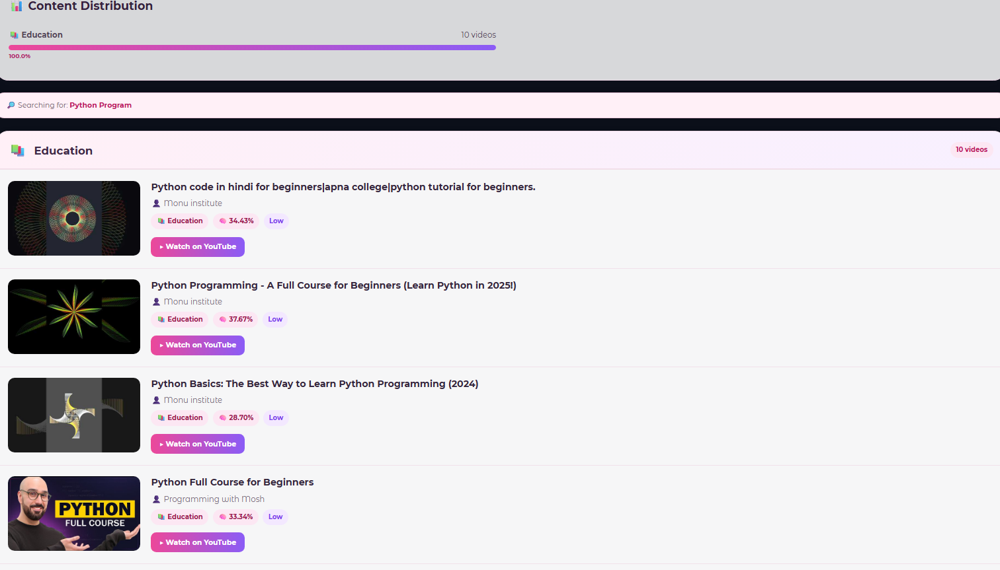 Content Distribution
Education 10 videos
100.0%
Searching for: Python Program
Education 10 videos
Python code in hindi for beginners|apna college|python tutorial for beginners.
Monu institute
Education 34.43% Low
Watch on YouTube
Python Programming - A Full Course for Beginners (Learn Python in 2025!)
Monu institute
Education 37.67% Low
Watch on YouTube
Python Basics: The Best Way to Learn Python Programming (2024)
Monu institute
Education 28.70% Low
Watch on YouTube
PYTHON
FULL COURSE
Python Full Course for Beginners
Programming with Mosh
Education 33.34% Low
Watch on YouTube